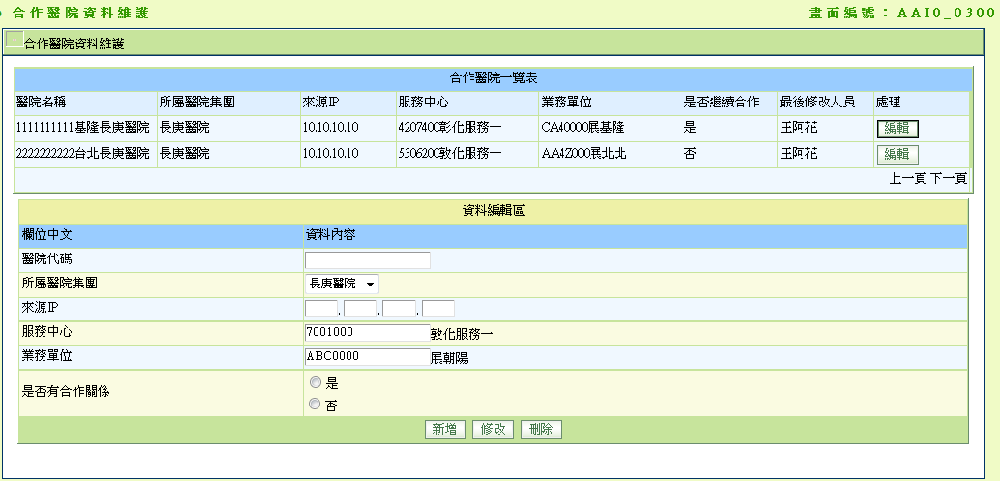 合作醫院資料維護 畫面編號：AAI0_0300
合作醫院資料維護
合作醫院一覽表
醫院名稱 所屬醫院集團 來源IP 服務中心 業務單位 是否繼續合作 最後修改人員 處理
1111111111基隆長庚醫院 長庚醫院 10.10.10.10 4207400彰化服務一 CA40000展基隆 是 王阿花 編輯
2222222222台北長庚醫院 長庚醫院 10.10.10.10 5306200敦化服務一 AA4Z000展北北 否 王阿花 編輯
上一頁 下一頁
資料編輯區
欄位中文 資料內容
醫院代碼
所屬醫院集團 長庚醫院
來源IP . . .
服務中心 7001000 敦化服務一
業務單位 ABC0000 展朝陽
是否有合作關係 是
否
新增 修改 刪除